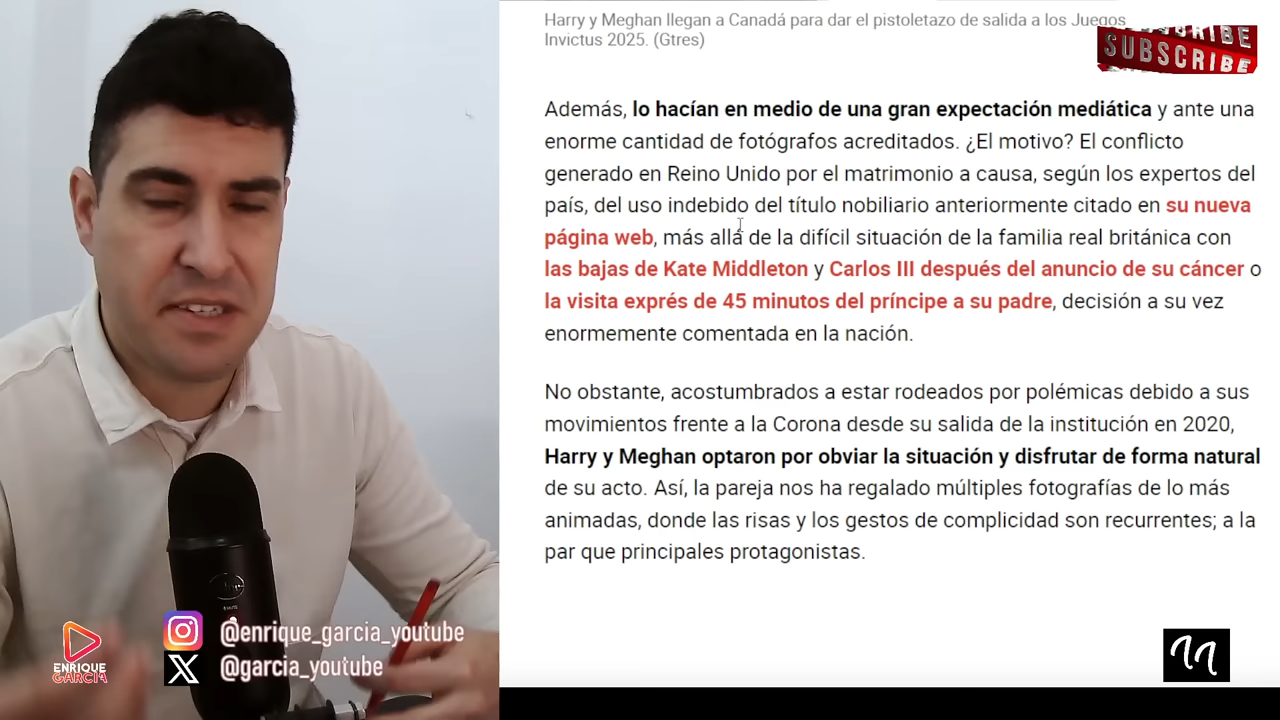 Harry y Meghan llegan a Canadá para dar el pistoletazo de salida a los Juegos
Invictus 2025. (Gtres)
SUBSCRIBE
SUBSCRIBE
Además, lo hacían en medio de una gran expectación mediática y ante una
enorme cantidad de fotógrafos acreditados. ¿El motivo? El conflicto
generado en Reino Unido por el matrimonio a causa, según los expertos del
país, del uso indebido del título nobiliario anteriormente citado en su nueva
página web, más allá de la difícil situación de la familia real británica con
las bajas de Kate Middleton y Carlos III después del anuncio de su cáncer o
la visita exprés de 45 minutos del príncipe a su padre, decisión a su vez
enormemente comentada en la nación.
No obstante, acostumbrados a estar rodeados por polémicas debido a sus
movimientos frente a la Corona desde su salida de la institución en 2020,
Harry y Meghan optaron por obviar la situación y disfrutar de forma natural
de su acto. Así, la pareja nos ha regalado múltiples fotografías de lo más
animadas, donde las risas y los gestos de complicidad son recurrentes; a la
par que principales protagonistas.
ENRIQUE
GARCIA
@enrique_garcia_youtube
@garcia_youtube